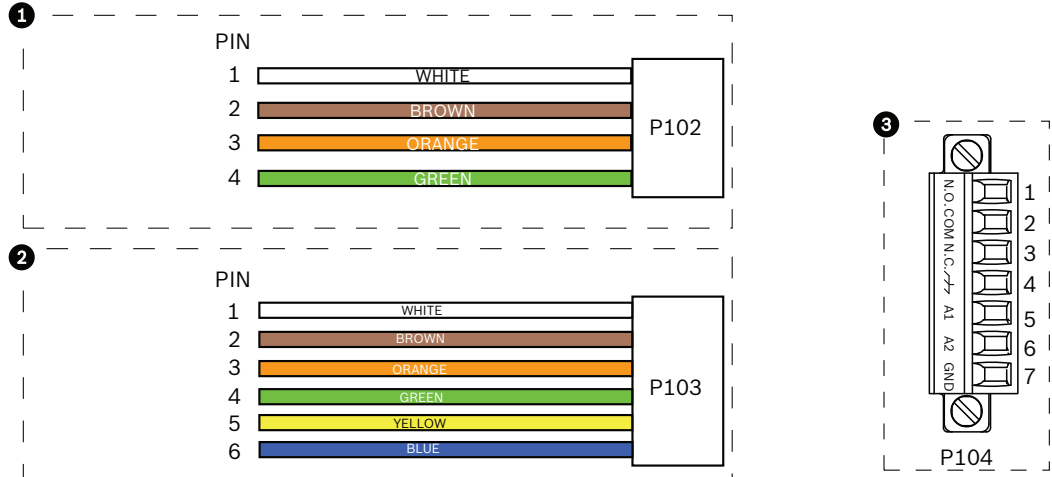 1
PIN
1 WHITE
2 BROWN
3 ORANGE
4 GREEN
P102
2
PIN
1 WHITE
2 BROWN
3 ORANGE
4 GREEN
5 YELLOW
6 BLUE
P103
3
N.O. 1
COM 2
N.C. 3
4
A1 5
A2 6
GND 7
P104